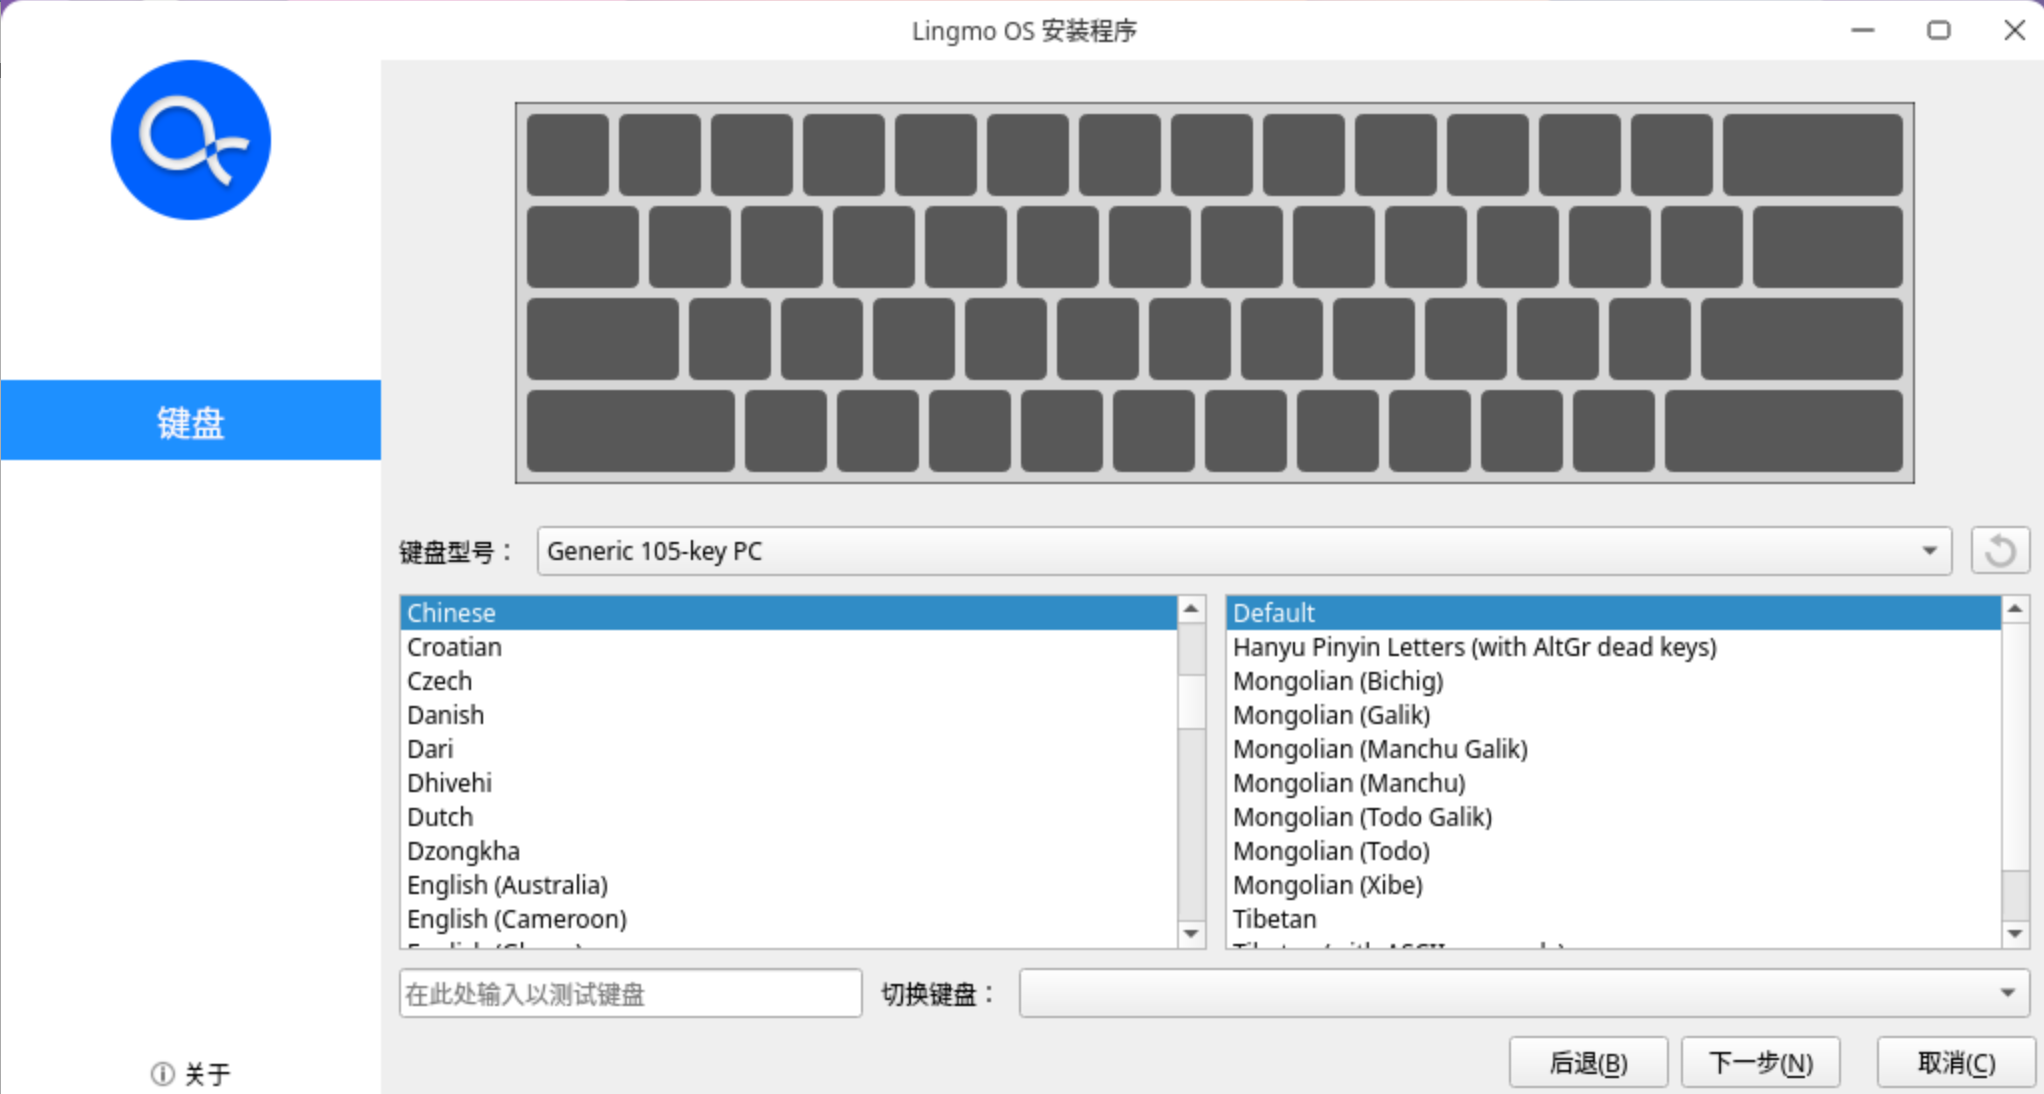 Lingmo OS 安装程序
键盘
键盘型号：
Generic 105-key PC
Chinese
Croatian
Czech
Danish
Dari
Dhivehi
Dutch
Dzongkha
English (Australia)
English (Cameroon)
Default
Hanyu Pinyin Letters (with AltGr dead keys)
Mongolian (Bichig)
Mongolian (Galik)
Mongolian (Manchu Galik)
Mongolian (Manchu)
Mongolian (Todo Galik)
Mongolian (Todo)
Mongolian (Xibe)
Tibetan
在此处输入以测试键盘
切换键盘：
关于
后退(B)
下一步(N)
取消(C)